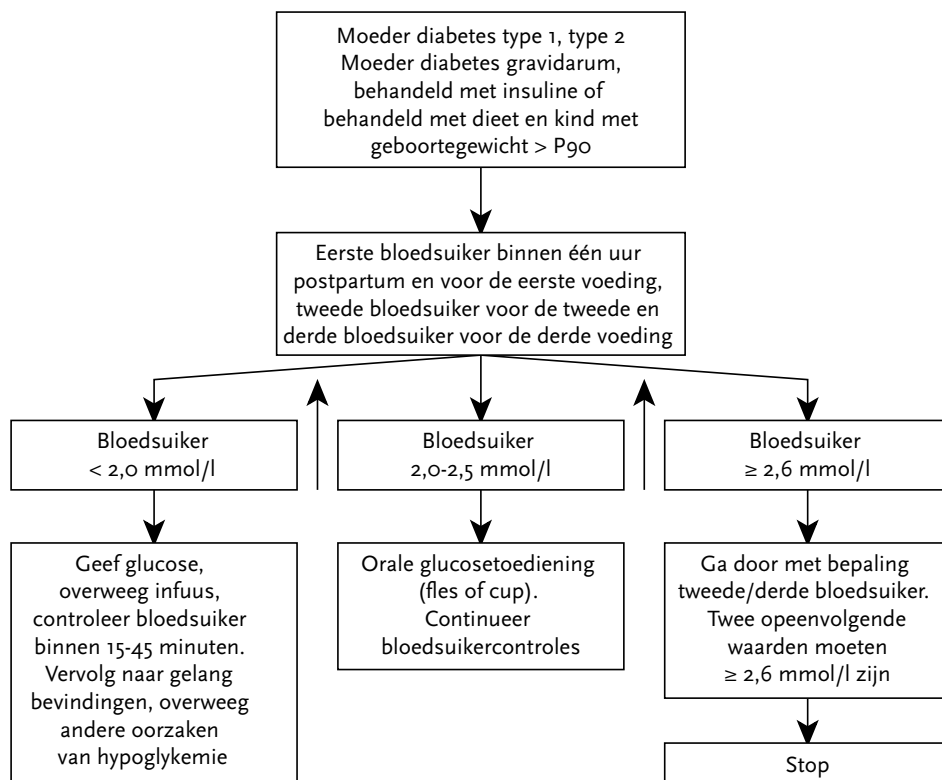 Moeder diabetes type 1, type 2
Moeder diabetes gravidarum,
behandeld met insuline of
behandeld met dieet en kind met
geboortegewicht > P90
Eerste bloedsuiker binnen één uur
postpartum en voor de eerste voeding,
tweede bloedsuiker voor de tweede en
derde bloedsuiker voor de derde voeding
Bloedsuiker
< 2,0 mmol/l
Bloedsuiker
2,0-2,5 mmol/l
Bloedsuiker
≥ 2,6 mmol/l
Geef glucose,
overweeg infuus,
controleer bloedsuiker
binnen 15-45 minuten.
Vervolg naar gelang
bevindingen, overweeg
andere oorzaken
van hypoglykemie
Orale glucosetoediening
(fles of cup).
Continueer
bloedsuikercontroles
Ga door met bepaling
tweede/derde bloedsuiker.
Twee opeenvolgende
waarden moeten
≥ 2,6 mmol/l zijn
Stop